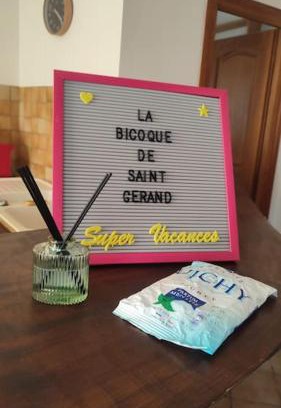 LA
BICOQUE
DE
SAINT
GERAND
Super Vacances
VICHY